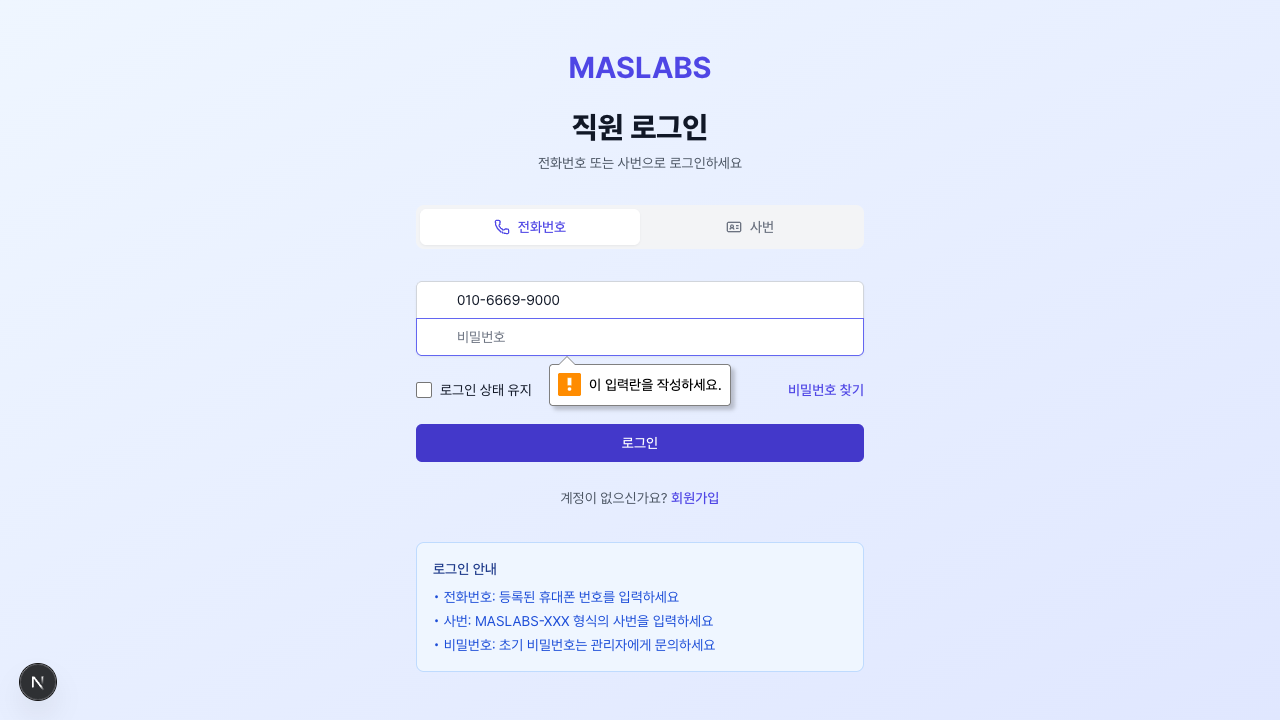 MASLABS
직원 로그인
전화번호 또는 사번으로 로그인하세요
전화번호
사번
010-6669-9000
비밀번호
이 입력란을 작성하세요.
로그인 상태 유지
비밀번호 찾기
로그인
계정이 없으신가요? 회원가입
로그인 안내
• 전화번호: 등록된 휴대폰 번호를 입력하세요
• 사번: MASLABS-XXX 형식의 사번을 입력하세요
• 비밀번호: 초기 비밀번호는 관리자에게 문의하세요
N